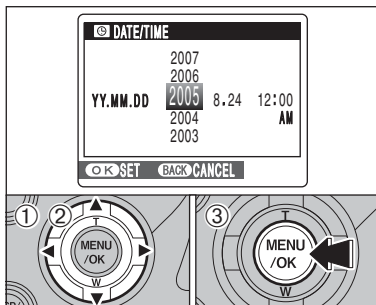 DATE/TIME
2007
2006
YY.MM.DD 2005 8.24 12:00
2004 AM
2003
OK SET BACK CANCEL
① ② ③
T T
MENU MENU
/OK /OK
W W